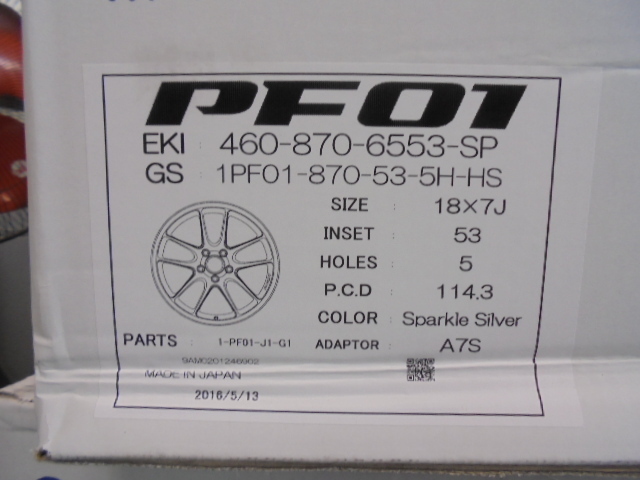 PF01
EKI : 460-870-6553-SP
GS : 1PF01-870-53-5H-HS
SIZE : 18×7J
INSET : 53
HOLES : 5
P.C.D : 114.3
COLOR : Sparkle Silver
PARTS : 1-PF01-J1-G1
ADAPTOR : A7S
MADE IN JAPAN
2016/5/13